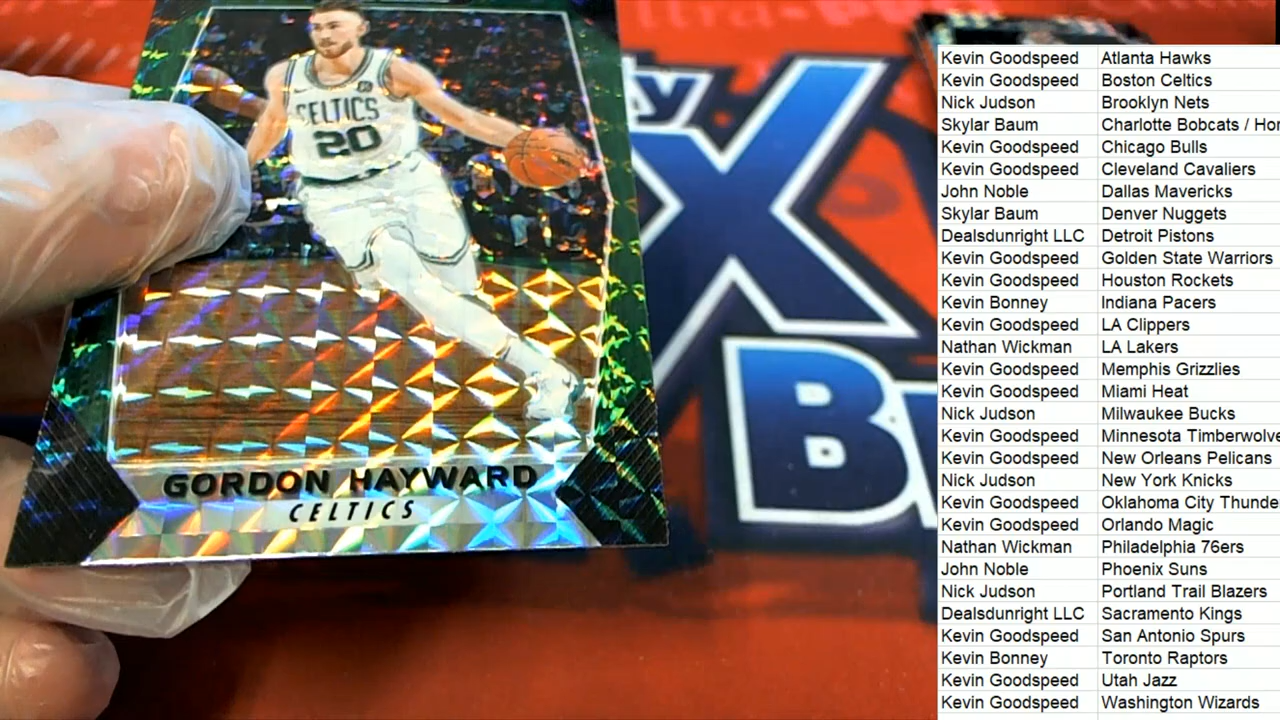 CELTICS
20
GORDON HAYWARD
CELTICS
X
Kevin Goodspeed Atlanta Hawks
Kevin Goodspeed Boston Celtics
Nick Judson Brooklyn Nets
Skylar Baum Charlotte Bobcats / Hor
Kevin Goodspeed Chicago Bulls
Kevin Goodspeed Cleveland Cavaliers
John Noble Dallas Mavericks
Skylar Baum Denver Nuggets
Dealsdunright LLC Detroit Pistons
Kevin Goodspeed Golden State Warriors
Kevin Goodspeed Houston Rockets
Kevin Bonney Indiana Pacers
Kevin Goodspeed LA Clippers
Nathan Wickman LA Lakers
Kevin Goodspeed Memphis Grizzlies
Kevin Goodspeed Miami Heat
Nick Judson Milwaukee Bucks
Kevin Goodspeed Minnesota Timberwolve
Kevin Goodspeed New Orleans Pelicans
Nick Judson New York Knicks
Kevin Goodspeed Oklahoma City Thunde
Kevin Goodspeed Orlando Magic
Nathan Wickman Philadelphia 76ers
John Noble Phoenix Suns
Nick Judson Portland Trail Blazers
Dealsdunright LLC Sacramento Kings
Kevin Goodspeed San Antonio Spurs
Kevin Bonney Toronto Raptors
Kevin Goodspeed Utah Jazz
Kevin Goodspeed Washington Wizards